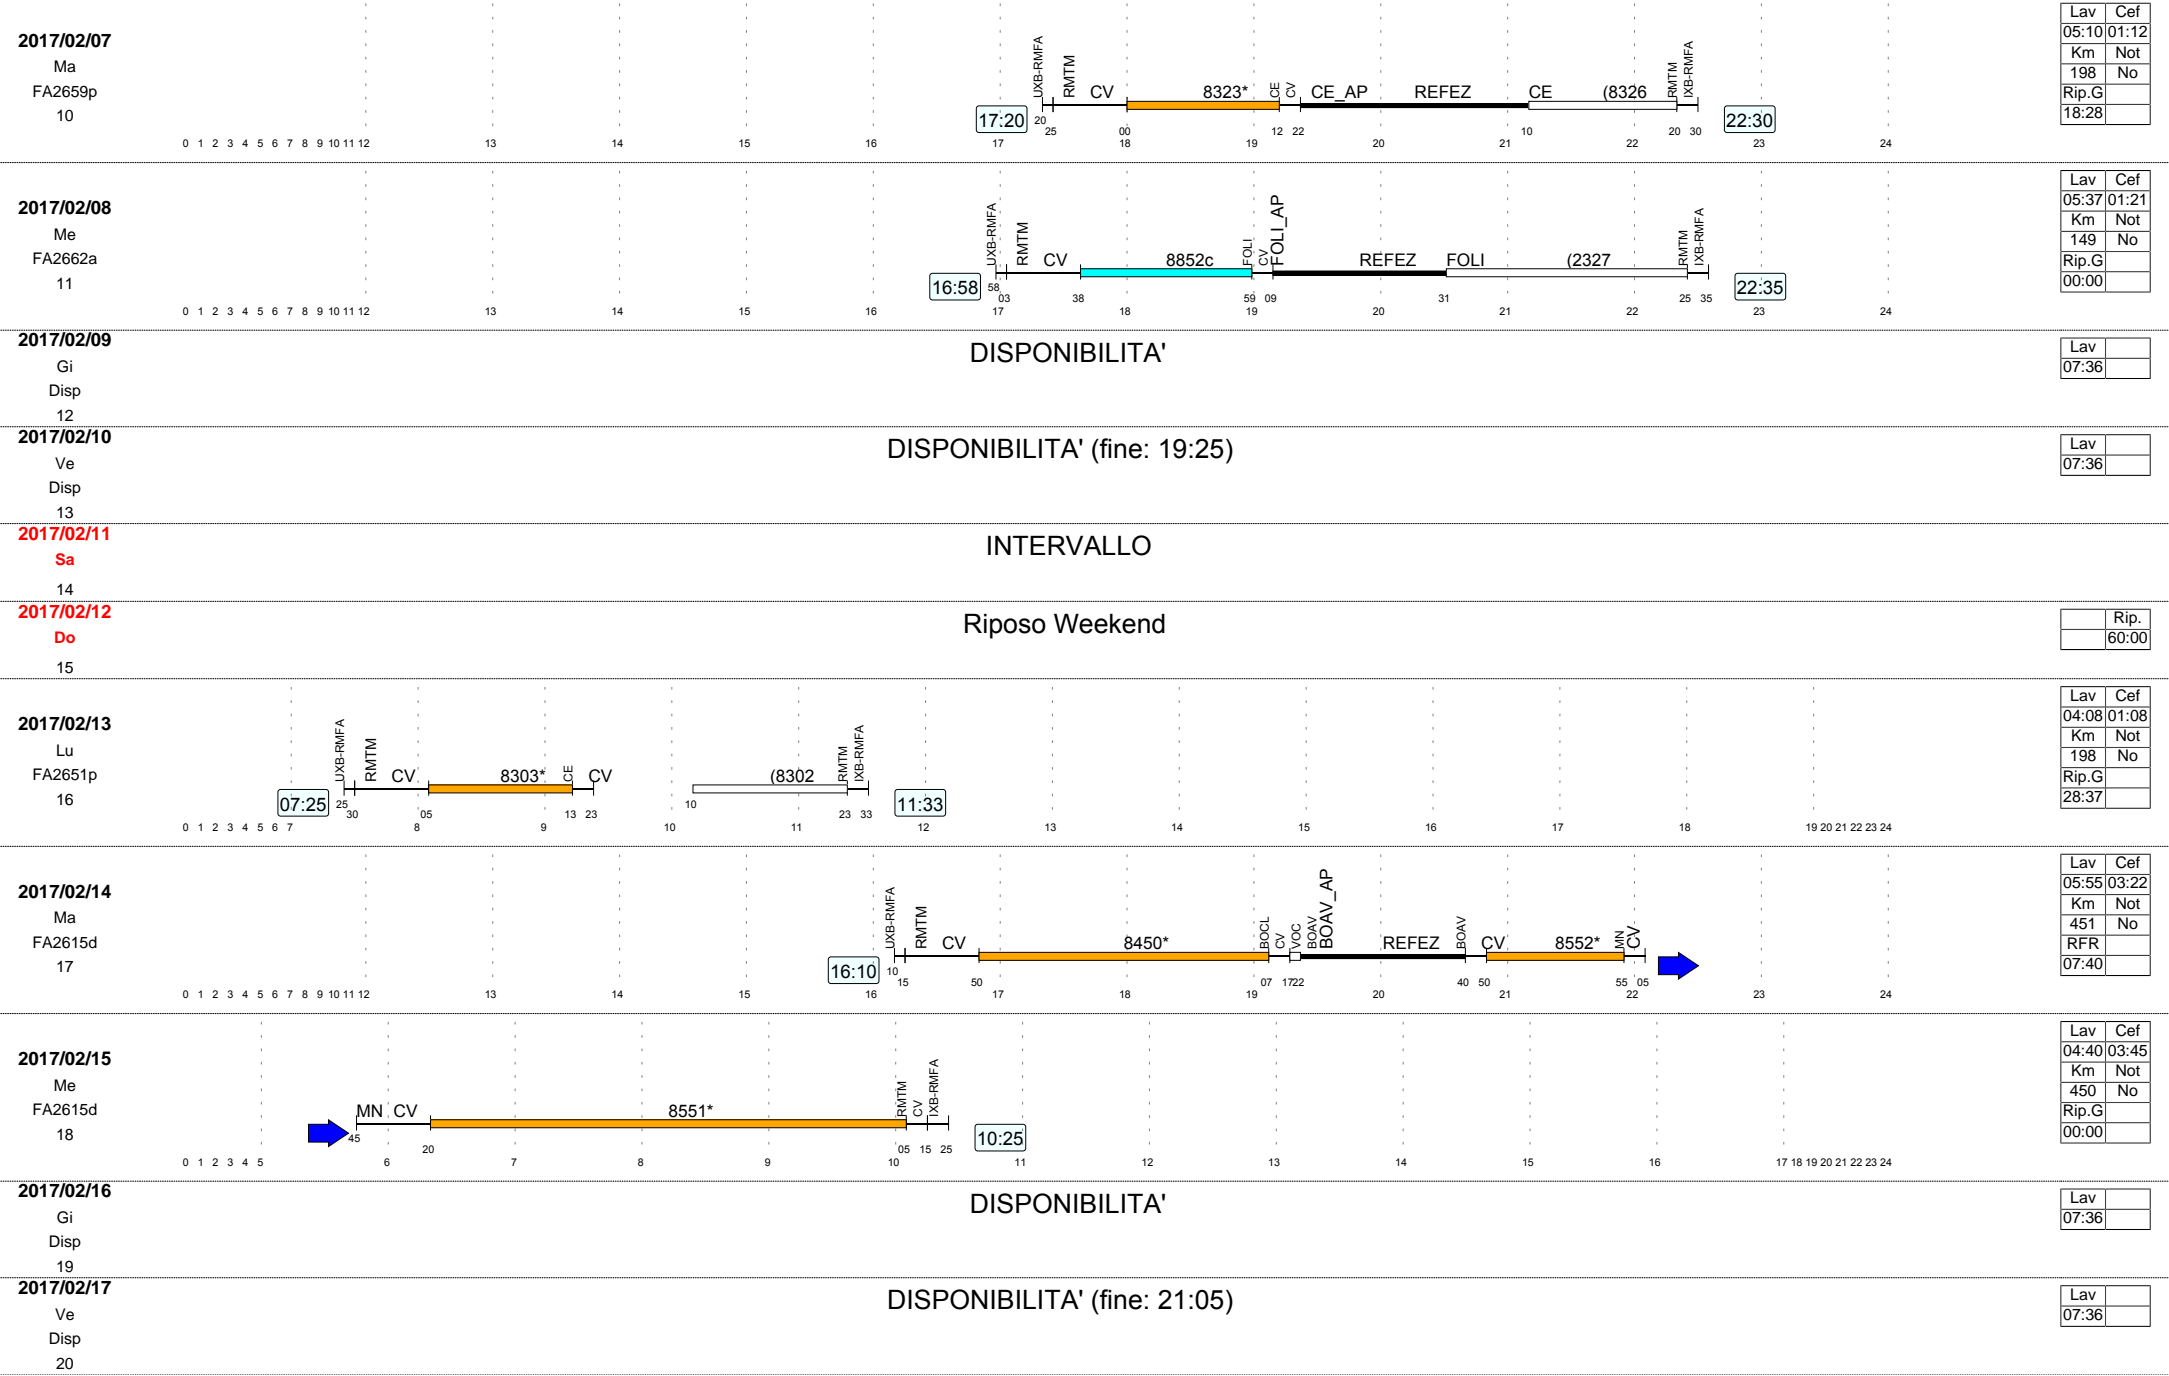 2017/02/07
Ma
FA2659p
10
17:20
UXB-RMFA RMTM CV 8323* CE CV CE_AP REFEZ CE (8326 RMTM IXB-RMFA
20 25 00 12 22 10 20 30
22:30
0 1 2 3 4 5 6 7 8 9 10 11 12 13 14 15 16 17 18 19 20 21 22 23 24
Lav Cef
05:10 01:12
Km Not
198 No
Rip.G
18:28
2017/02/08
Me
FA2662a
11
16:58
UXB-RMFA RMTM CV 8852c FOLI CV FOLI_AP REFEZ FOLI (2327 RMTM IXB-RMFA
58 03 38 59 09 31 25 35
22:35
0 1 2 3 4 5 6 7 8 9 10 11 12 13 14 15 16 17 18 19 20 21 22 23 24
Lav Cef
05:37 01:21
Km Not
149 No
Rip.G
00:00
2017/02/09
Gi
Disp
12
DISPONIBILITA'
Lav
07:36
2017/02/10
Ve
Disp
13
DISPONIBILITA' (fine: 19:25)
Lav
07:36
2017/02/11
Sa
14
INTERVALLO
2017/02/12
Do
15
Riposo Weekend
Rip.
60:00
2017/02/13
Lu
FA2651p
16
07:25
UXB-RMFA RMTM CV 8303* CE CV (8302 RMTM IXB-RMFA
25 30 05 13 23 10 23 33
11:33
0 1 2 3 4 5 6 7 8 9 10 11 12 13 14 15 16 17 18 19 20 21 22 23 24
Lav Cef
04:08 01:08
Km Not
198 No
Rip.G
28:37
2017/02/14
Ma
FA2615d
17
16:10
UXB-RMFA RMTM CV 8450* BOCL CV VOC BOAV BOAV_AP REFEZ BOAV CV 8552* MN CV
10 15 50 07 17 22 40 50 55 05
0 1 2 3 4 5 6 7 8 9 10 11 12 13 14 15 16 17 18 19 20 21 22 23 24
Lav Cef
05:55 03:22
Km Not
451 No
RFR
07:40
2017/02/15
Me
FA2615d
18
MN CV 8551* RMTM CV IXB-RMFA
45 20 05 15 25
10:25
0 1 2 3 4 5 6 7 8 9 10 11 12 13 14 15 16 17 18 19 20 21 22 23 24
Lav Cef
04:40 03:45
Km Not
450 No
Rip.G
00:00
2017/02/16
Gi
Disp
19
DISPONIBILITA'
Lav
07:36
2017/02/17
Ve
Disp
20
DISPONIBILITA' (fine: 21:05)
Lav
07:36